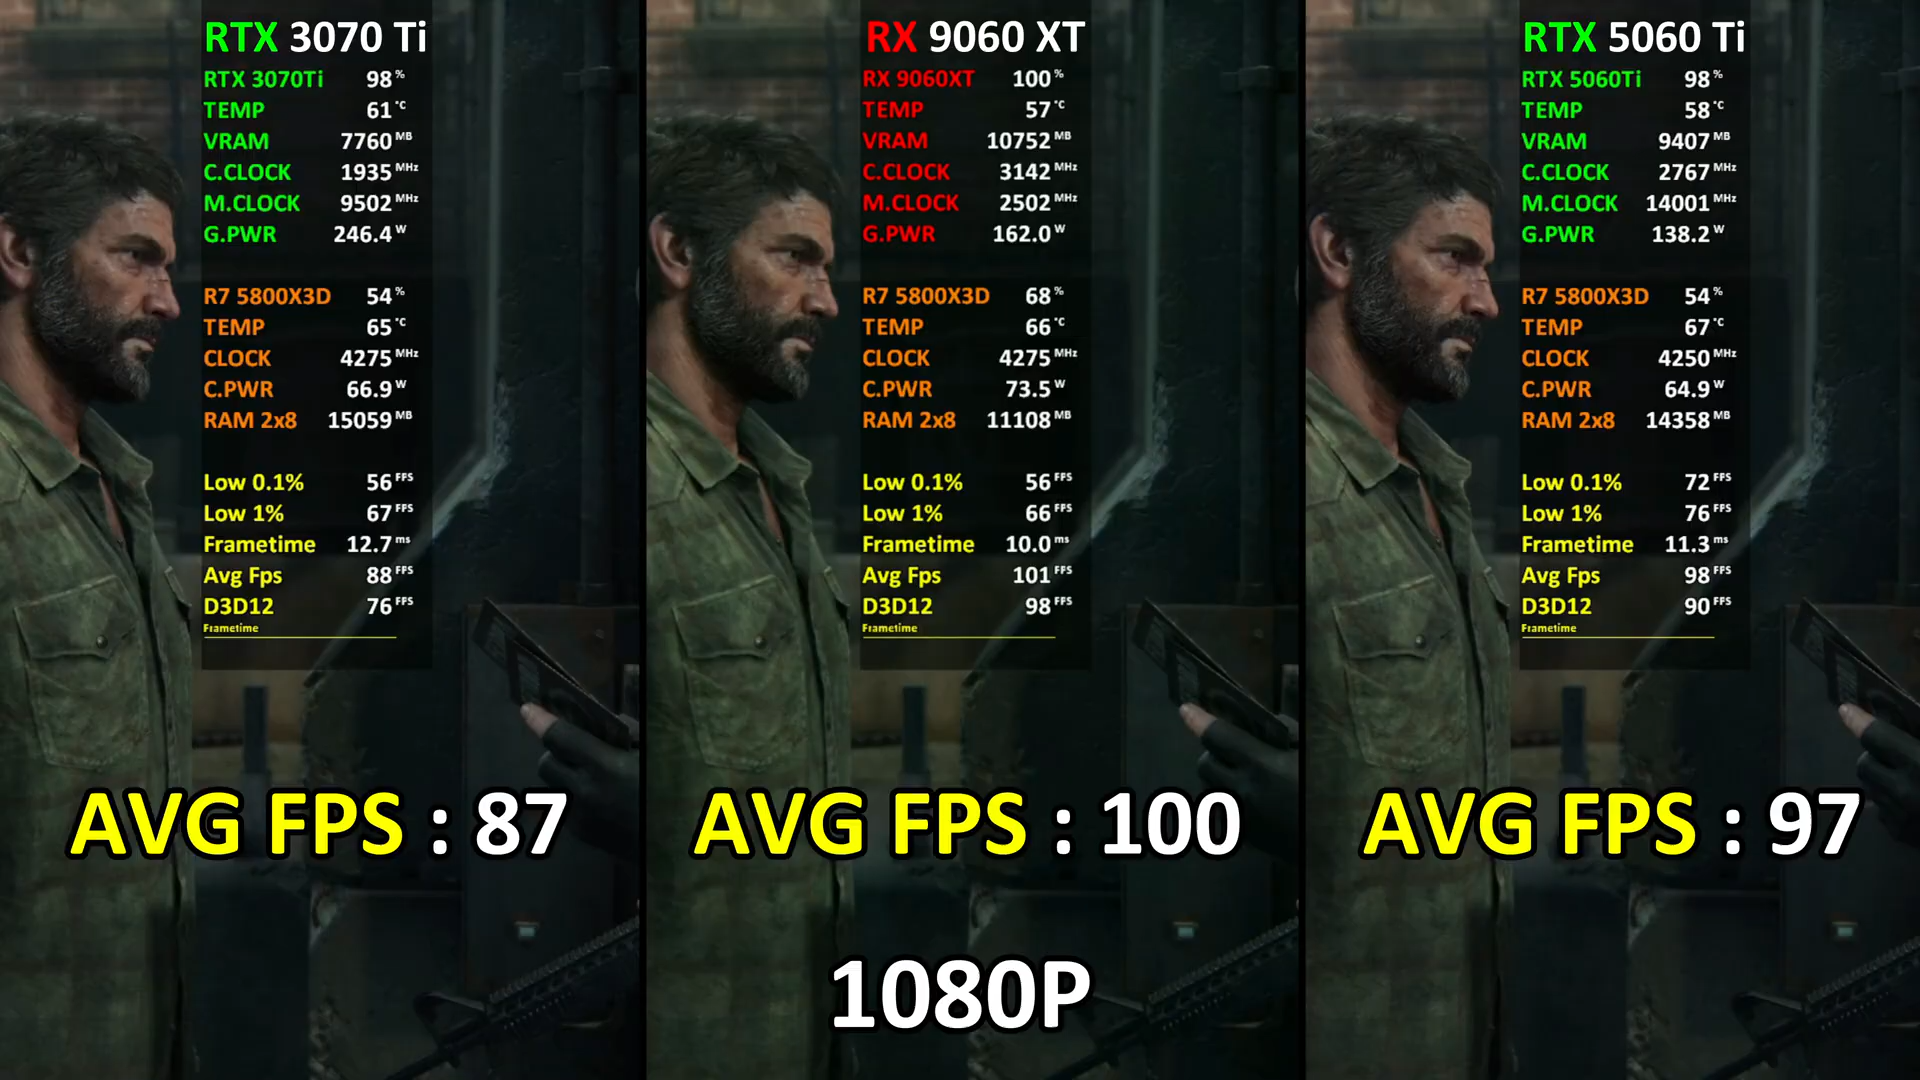 RTX 3070 Ti
RTX 3070Ti 98 %
TEMP 61 °C
VRAM 7760 MB
C.CLOCK 1935 MHz
M.CLOCK 9502 MHz
G.PWR 246.4 W
R7 5800X3D 54 %
TEMP 65 °C
CLOCK 4275 MHz
C.PWR 66.9 W
RAM 2x8 15059 MB
Low 0.1% 56 FPS
Low 1% 67 FPS
Frametime 12.7 ms
Avg Fps 88 FPS
D3D12 76 FPS
Frametime
AVG FPS : 87
RX 9060 XT
RX 9060XT 100 %
TEMP 57 °C
VRAM 10752 MB
C.CLOCK 3142 MHz
M.CLOCK 2502 MHz
G.PWR 162.0 W
R7 5800X3D 68 %
TEMP 66 °C
CLOCK 4275 MHz
C.PWR 73.5 W
RAM 2x8 11108 MB
Low 0.1% 56 FPS
Low 1% 66 FPS
Frametime 10.0 ms
Avg Fps 101 FPS
D3D12 98 FPS
Frametime
AVG FPS : 100
RTX 5060 Ti
RTX 5060Ti 98 %
TEMP 58 °C
VRAM 9407 MB
C.CLOCK 2767 MHz
M.CLOCK 14001 MHz
G.PWR 138.2 W
R7 5800X3D 54 %
TEMP 67 °C
CLOCK 4250 MHz
C.PWR 64.9 W
RAM 2x8 14358 MB
Low 0.1% 72 FPS
Low 1% 76 FPS
Frametime 11.3 ms
Avg Fps 98 FPS
D3D12 90 FPS
Frametime
AVG FPS : 97
1080P